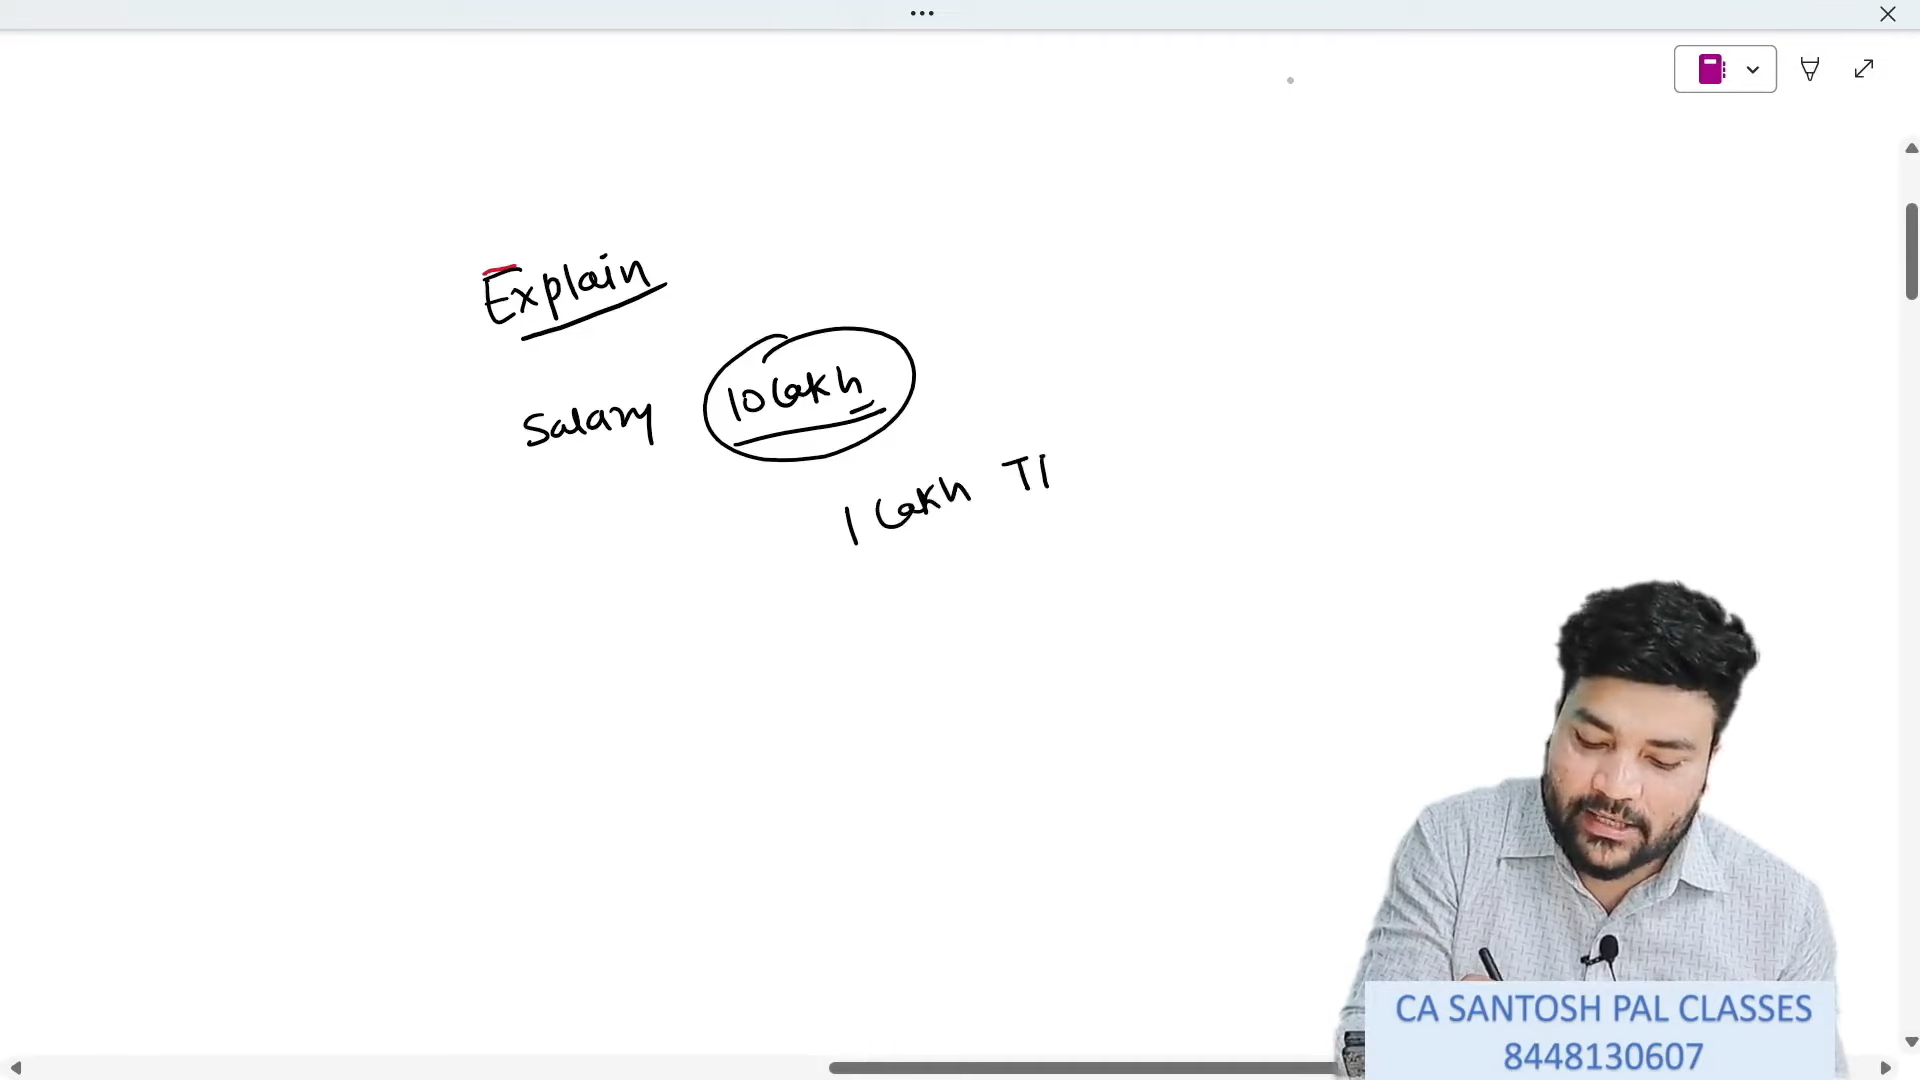 Explain
Salary 10 Lakh
1 Lakh TI
CA SANTOSH PAL CLASSES
8448130607